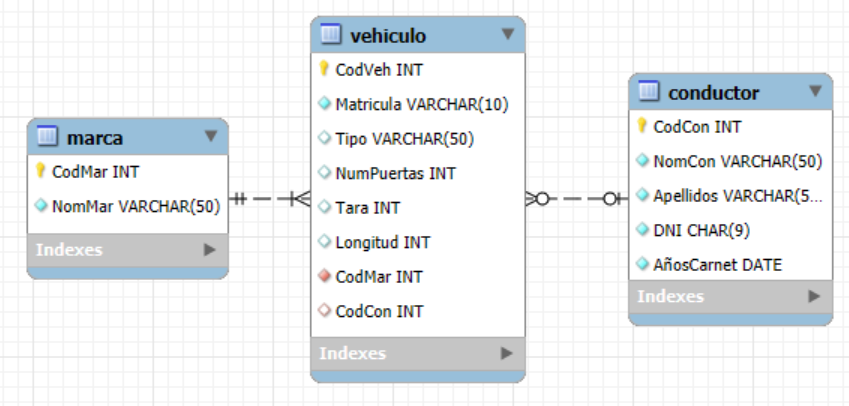 marca
CodMar INT
NomMar VARCHAR(50)
Indexes
vehiculo
CodVeh INT
Matricula VARCHAR(10)
Tipo VARCHAR(50)
NumPuertas INT
Tara INT
Longitud INT
CodMar INT
CodCon INT
Indexes
conductor
CodCon INT
NomCon VARCHAR(50)
Apellidos VARCHAR(5...
DNI CHAR(9)
AñosCarnet DATE
Indexes